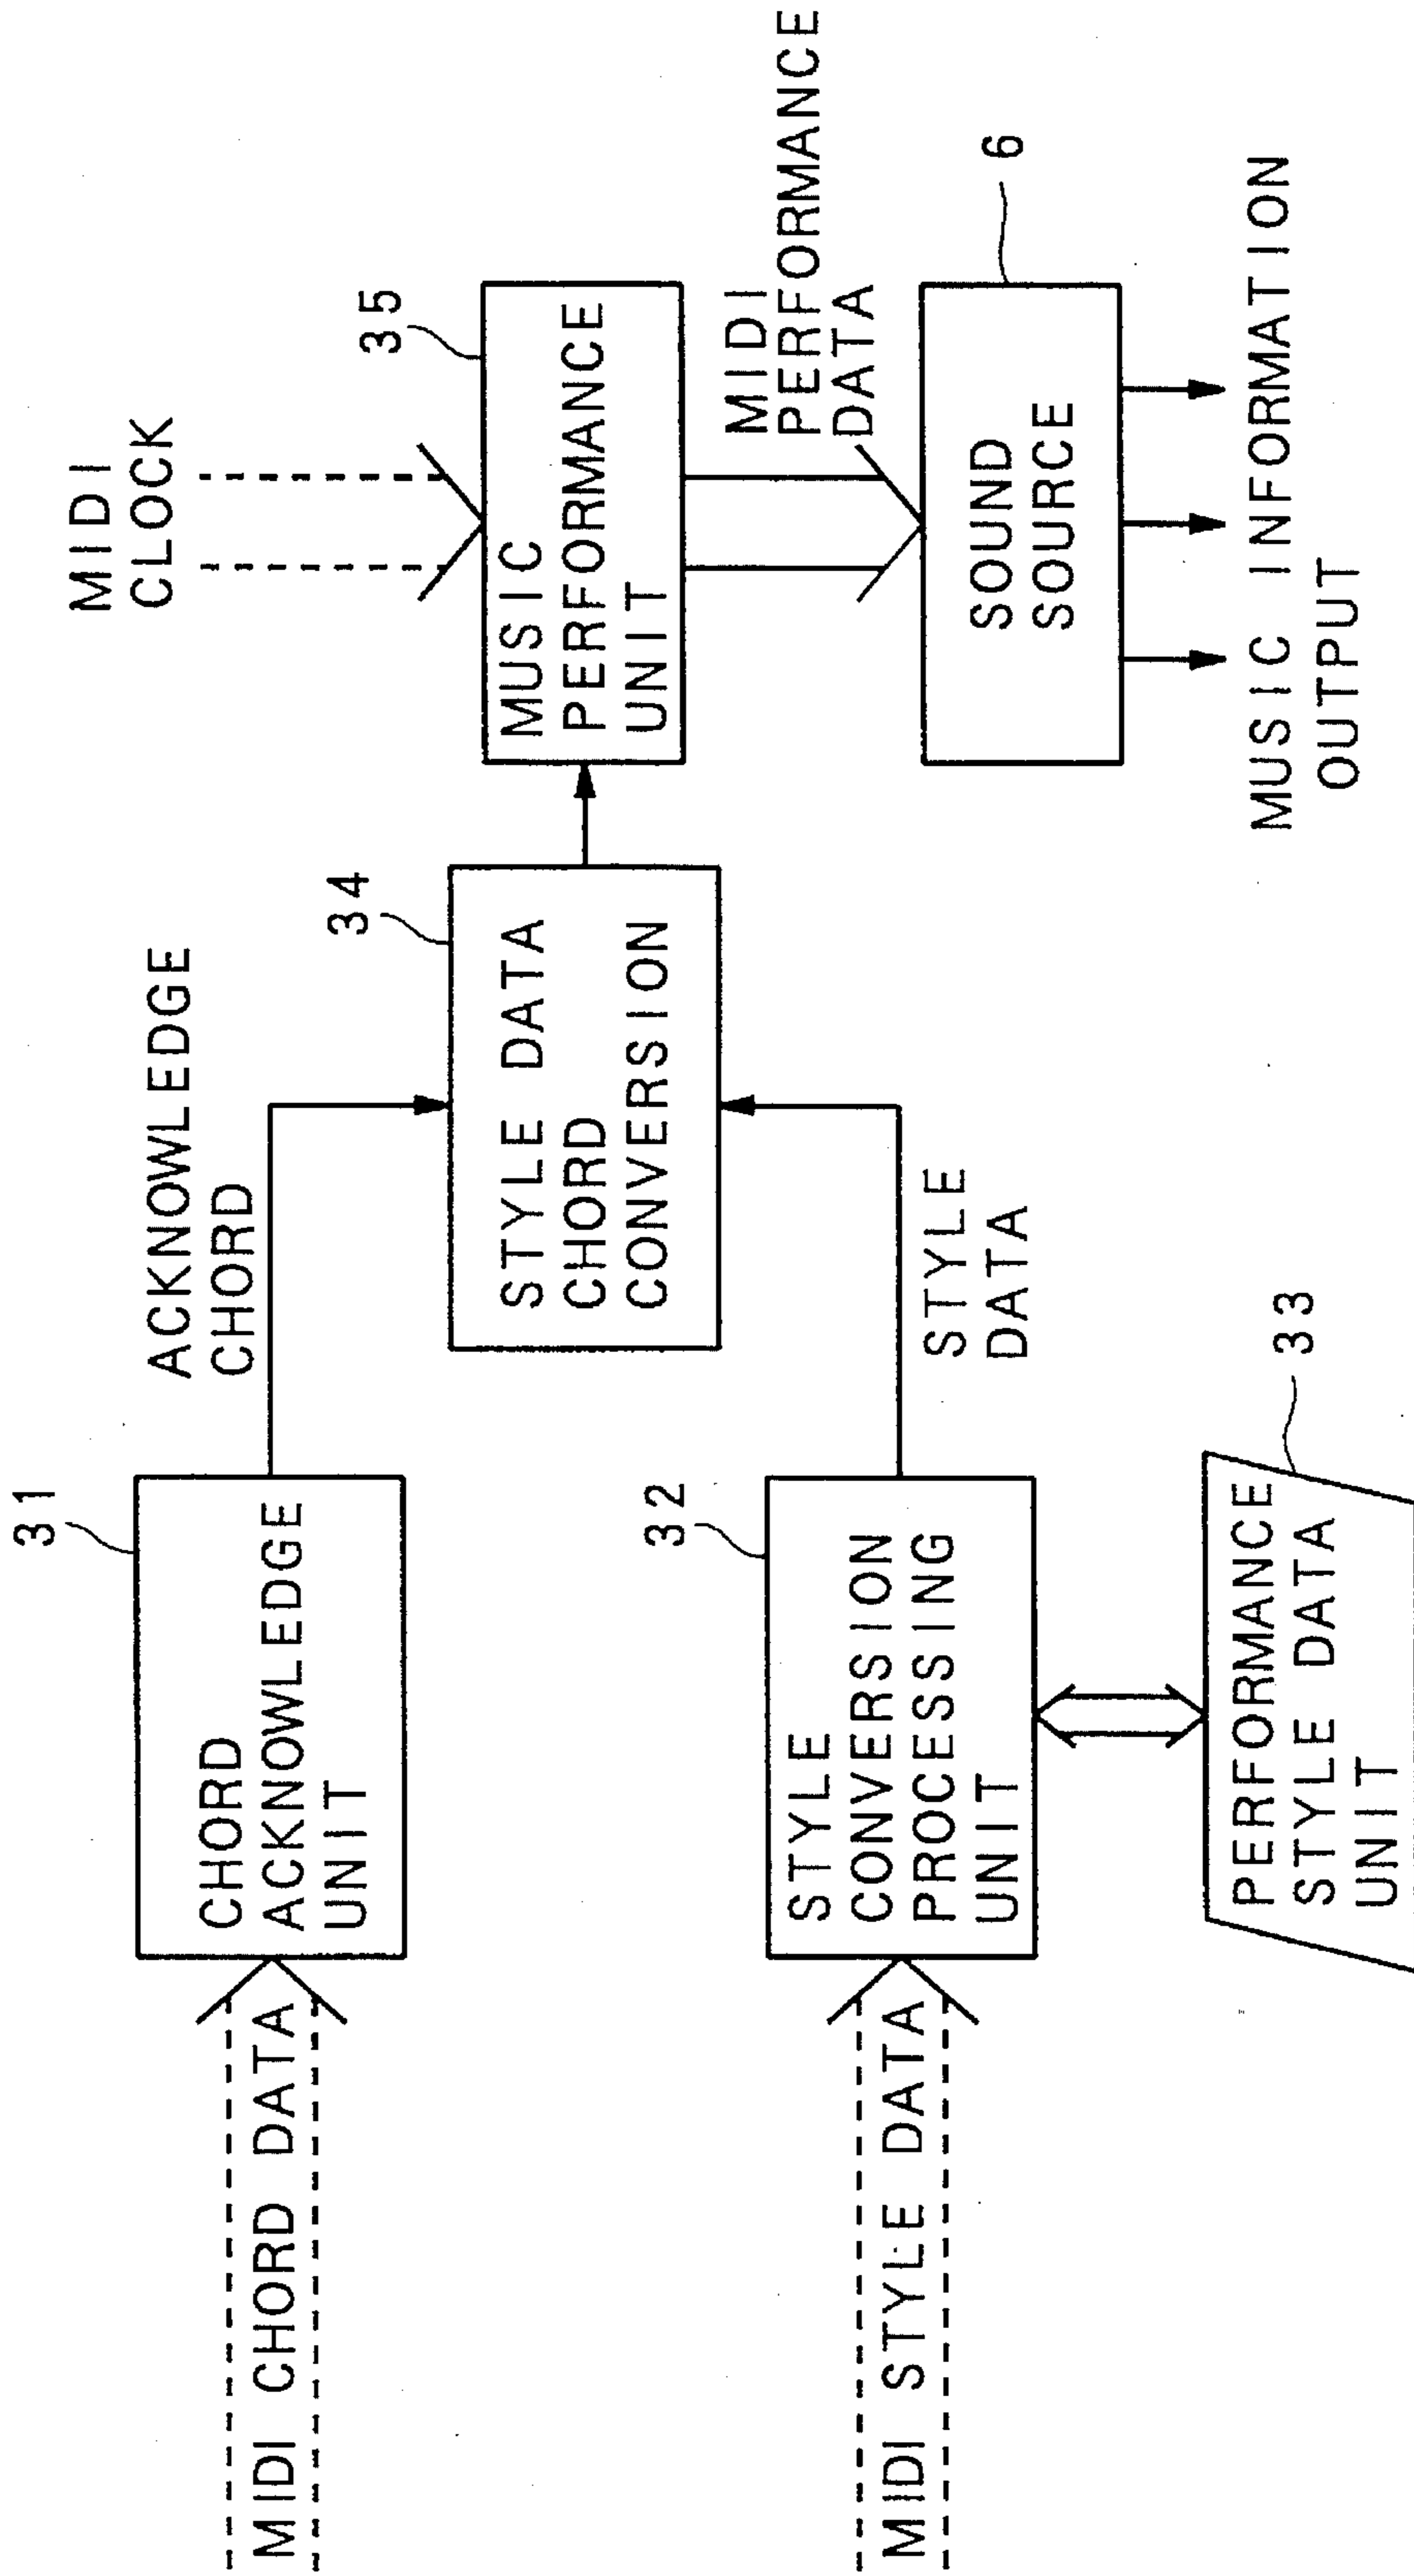 MIDI CHORD DATA
31
CHORD
ACKNOWLEDGE
UNIT
ACKNOWLEDGE
CHORD
MIDI STYLE DATA
32
STYLE
CONVERSION
PROCESSING
UNIT
STYLE
DATA
33
PERFORMANCE
STYLE DATA
UNIT
34
STYLE DATA
CHORD
CONVERSION
MIDI
CLOCK
35
MUSIC
PERFORMANCE
UNIT
MIDI
PERFORMANCE
DATA
6
SOUND
SOURCE
MUSIC INFORMATION
OUTPUT